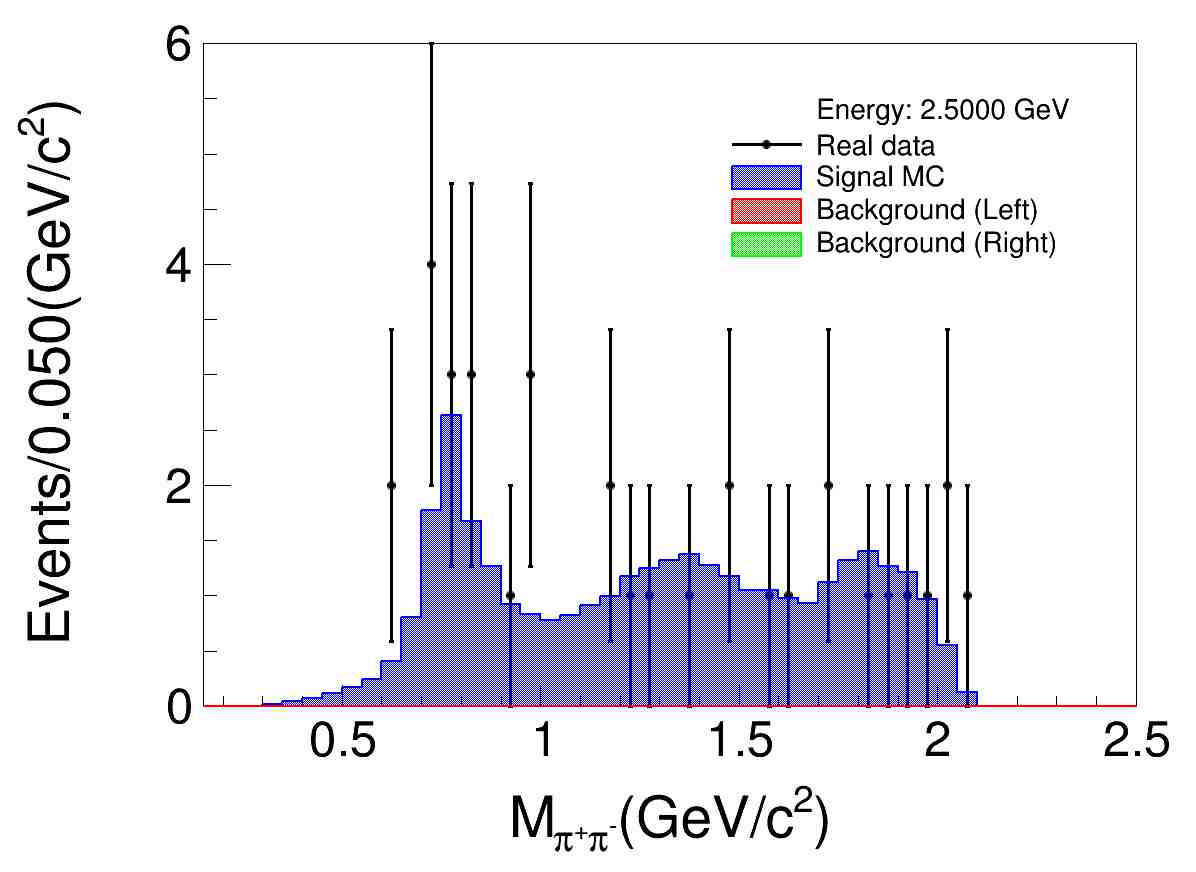 Events/0.050(GeV/c²)
6
4
2
0
Energy: 2.5000 GeV
Real data
Signal MC
Background (Left)
Background (Right)
0.5 1 1.5 2 2.5
Mπ⁺π⁻(GeV/c²)